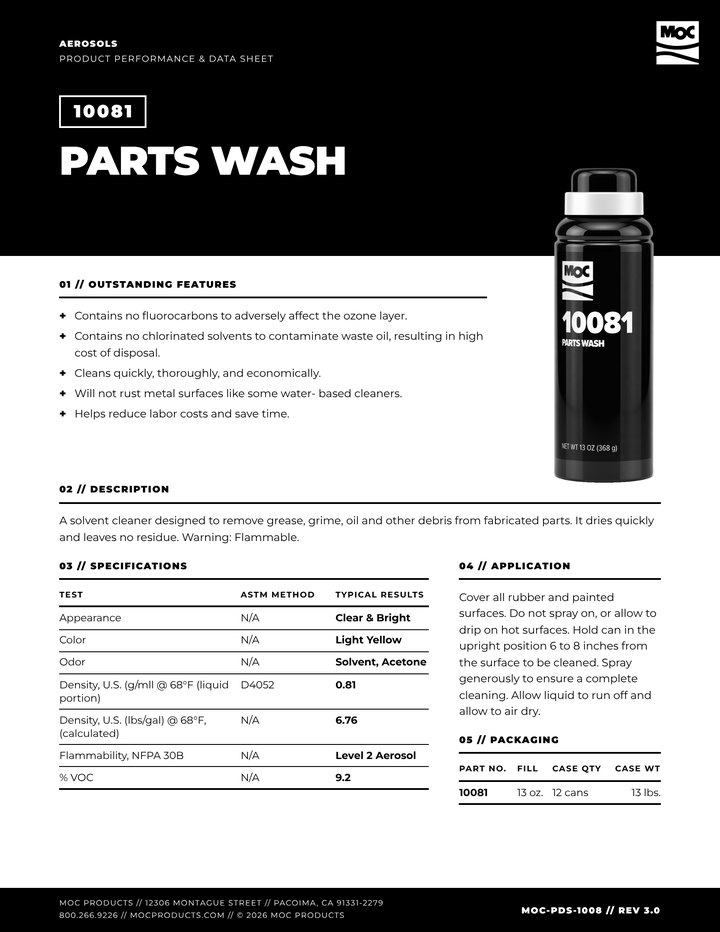 MOC
AEROSOLS
PRODUCT PERFORMANCE & DATA SHEET
10081
PARTS WASH
MOC
10081
PARTS WASH
NET WT 13 OZ (368 g)
01 // OUTSTANDING FEATURES
+ Contains no fluorocarbons to adversely affect the ozone layer.
+ Contains no chlorinated solvents to contaminate waste oil, resulting in high
cost of disposal.
+ Cleans quickly, thoroughly, and economically.
+ Will not rust metal surfaces like some water- based cleaners.
+ Helps reduce labor costs and save time.
02 // DESCRIPTION
A solvent cleaner designed to remove grease, grime, oil and other debris from fabricated parts. It dries quickly
and leaves no residue. Warning: Flammable.
03 // SPECIFICATIONS
TEST ASTM METHOD TYPICAL RESULTS
Appearance N/A Clear & Bright
Color N/A Light Yellow
Odor N/A Solvent, Acetone
Density, U.S. (g/mll @ 68°F (liquid D4052 0.81
portion)
Density, U.S. (lbs/gal) @ 68°F, N/A 6.76
(calculated)
Flammability, NFPA 30B N/A Level 2 Aerosol
% VOC N/A 9.2
04 // APPLICATION
Cover all rubber and painted
surfaces. Do not spray on, or allow to
drip on hot surfaces. Hold can in the
upright position 6 to 8 inches from
the surface to be cleaned. Spray
generously to ensure a complete
cleaning. Allow liquid to run off and
allow to air dry.
05 // PACKAGING
PART NO. FILL CASE QTY CASE WT
10081 13 oz. 12 cans 13 lbs.
MOC PRODUCTS // 12306 MONTAGUE STREET // PACOIMA, CA 91331-2279
800.266.9226 // MOCPRODUCTS.COM // © 2026 MOC PRODUCTS
MOC-PDS-1008 // REV 3.0